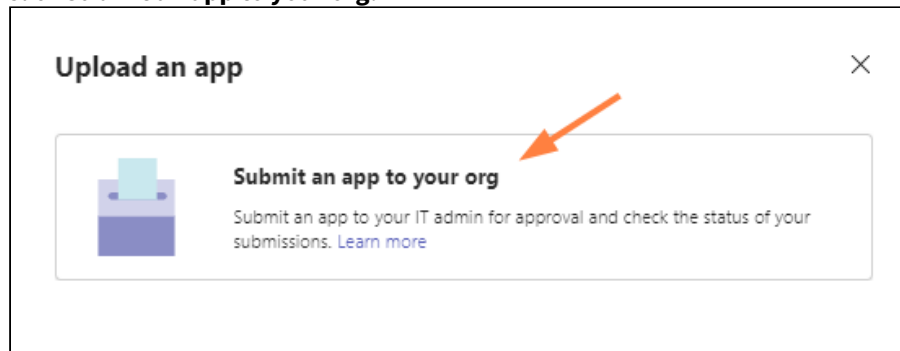 Upload an app
Submit an app to your org
Submit an app to your IT admin for approval and check the status of your
submissions. Learn more